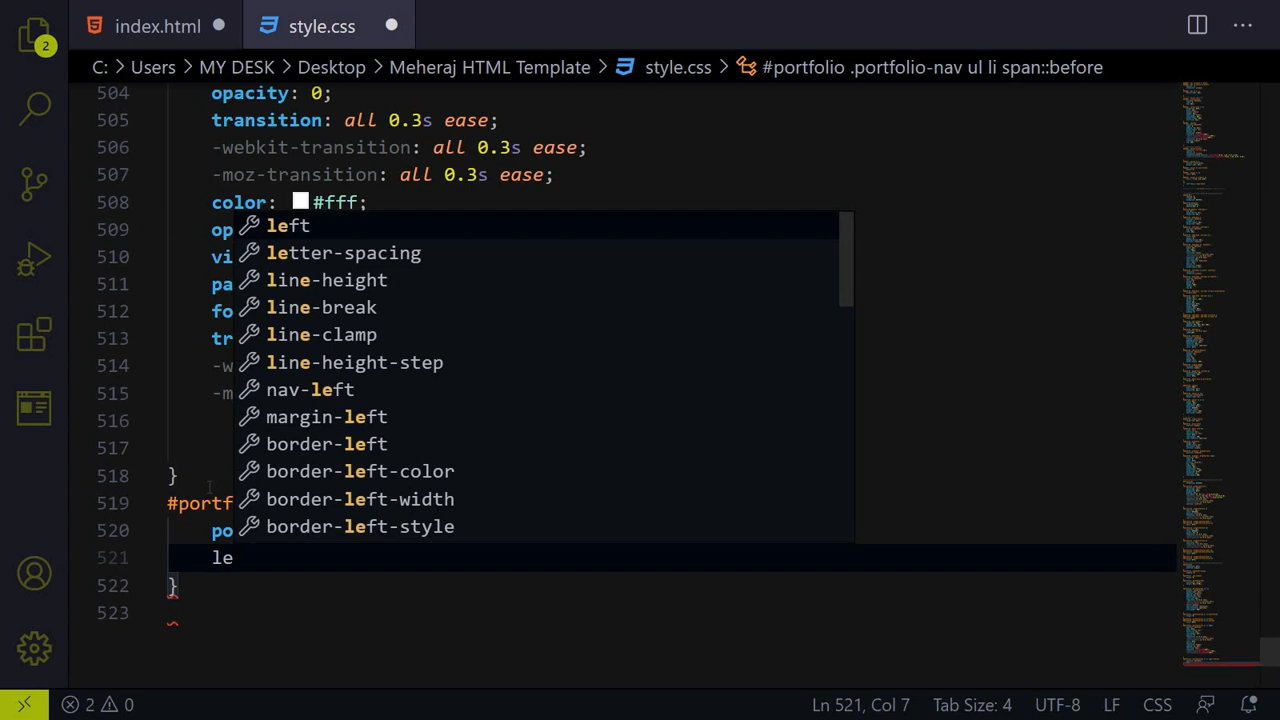 index.html
style.css
2
C: > Users > MY DESK > Desktop > Meheraj HTML Template > style.css > #portfolio .portfolio-nav ul li span::before
504 opacity: 0;
505 transition: all 0.3s ease;
506 -webkit-transition: all 0.3s ease;
507 -moz-transition: all 0.3s ease;
508 color: #fff;
509 op
510 vi
511 pa
512 fo
513 tr
514 -w
515 -m
516
517
518 }
519 #portf
520 po
521 le
522 }
523
left
letter-spacing
line-height
line-break
line-clamp
line-height-step
nav-left
margin-left
border-left
border-left-color
border-left-width
border-left-style
2 0
Ln 521, Col 7
Tab Size: 4
UTF-8
LF
CSS